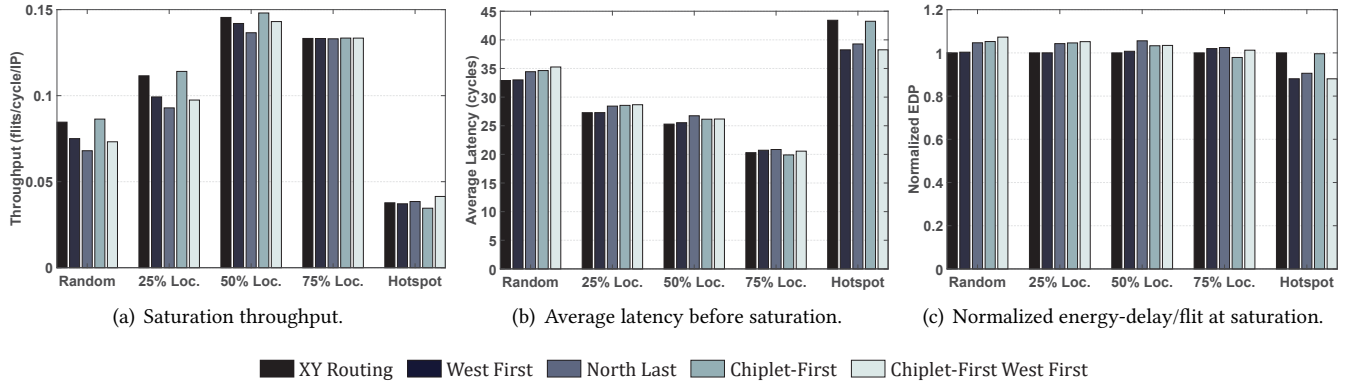 0.15
0.1
0.05
0
Throughput (flits/cycle/IP)
Random 25% Loc. 50% Loc. 75% Loc. Hotspot
(a) Saturation throughput.
45
40
35
30
25
20
15
10
5
0
Average Latency (cycles)
Random 25% Loc. 50% Loc. 75% Loc. Hotspot
(b) Average latency before saturation.
1.2
1
0.8
0.6
0.4
0.2
0
Normalized EDP
Random 25% Loc. 50% Loc. 75% Loc. Hotspot
(c) Normalized energy-delay/flit at saturation.
XY Routing West First North Last Chiplet-First Chiplet-First West First